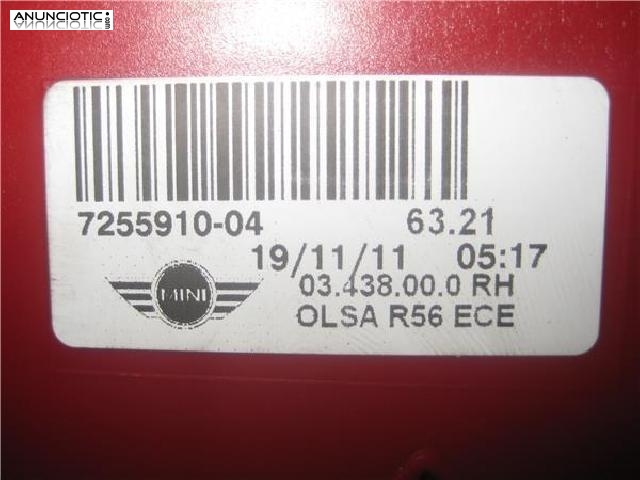 ANUNCIOTIC
.com
7255910-04 63.21
19/11/11 05:17
MINI
03.438.00.0 RH
OLSA R56 ECE